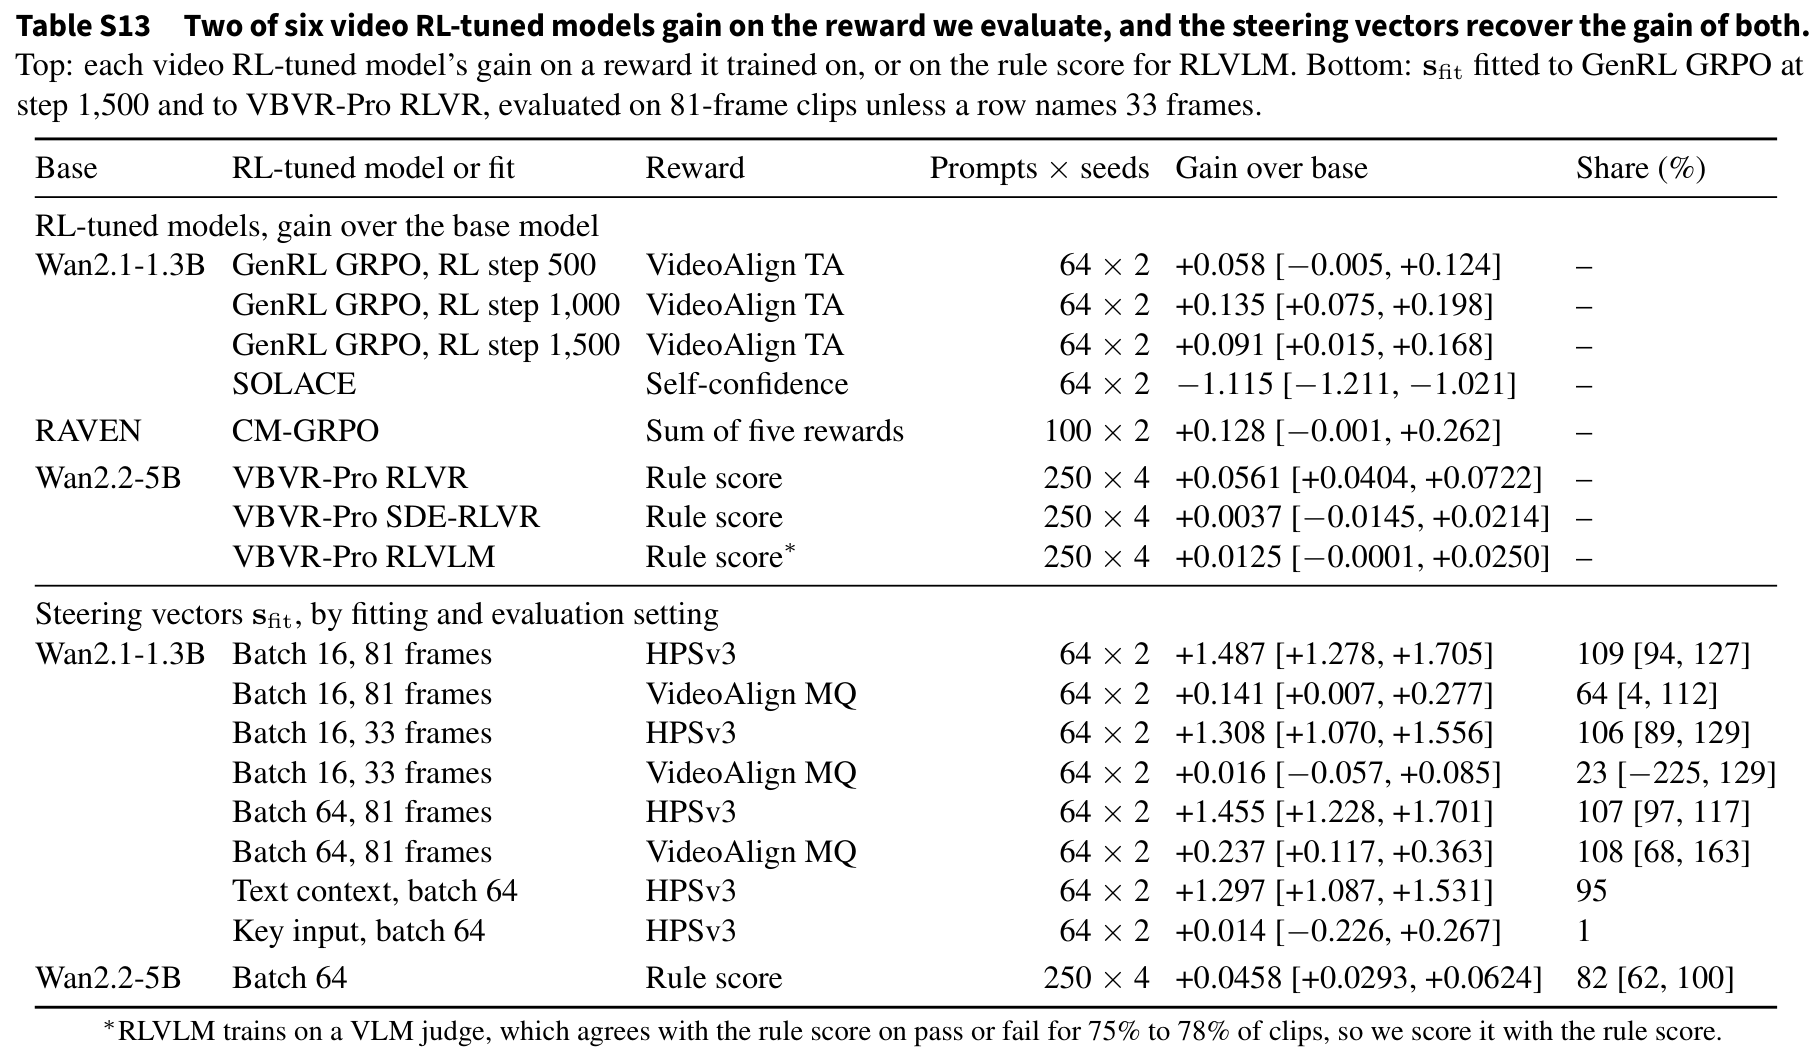 Table S13 Two of six video RL-tuned models gain on the reward we evaluate, and the steering vectors recover the gain of both.
Top: each video RL-tuned model's gain on a reward it trained on, or on the rule score for RLVLM. Bottom: s_fit fitted to GenRL GRPO at
step 1,500 and to VBVR-Pro RLVR, evaluated on 81-frame clips unless a row names 33 frames.
Base RL-tuned model or fit Reward Prompts × seeds Gain over base Share (%)
RL-tuned models, gain over the base model
Wan2.1-1.3B GenRL GRPO, RL step 500 VideoAlign TA 64 × 2 +0.058 [−0.005, +0.124] –
GenRL GRPO, RL step 1,000 VideoAlign TA 64 × 2 +0.135 [+0.075, +0.198] –
GenRL GRPO, RL step 1,500 VideoAlign TA 64 × 2 +0.091 [+0.015, +0.168] –
SOLACE Self-confidence 64 × 2 −1.115 [−1.211, −1.021] –
RAVEN CM-GRPO Sum of five rewards 100 × 2 +0.128 [−0.001, +0.262] –
Wan2.2-5B VBVR-Pro RLVR Rule score 250 × 4 +0.0561 [+0.0404, +0.0722] –
VBVR-Pro SDE-RLVR Rule score 250 × 4 +0.0037 [−0.0145, +0.0214] –
VBVR-Pro RLVLM Rule score* 250 × 4 +0.0125 [−0.0001, +0.0250] –
Steering vectors s_fit, by fitting and evaluation setting
Wan2.1-1.3B Batch 16, 81 frames HPSv3 64 × 2 +1.487 [+1.278, +1.705] 109 [94, 127]
Batch 16, 81 frames VideoAlign MQ 64 × 2 +0.141 [+0.007, +0.277] 64 [4, 112]
Batch 16, 33 frames HPSv3 64 × 2 +1.308 [+1.070, +1.556] 106 [89, 129]
Batch 16, 33 frames VideoAlign MQ 64 × 2 +0.016 [−0.057, +0.085] 23 [−225, 129]
Batch 64, 81 frames HPSv3 64 × 2 +1.455 [+1.228, +1.701] 107 [97, 117]
Batch 64, 81 frames VideoAlign MQ 64 × 2 +0.237 [+0.117, +0.363] 108 [68, 163]
Text context, batch 64 HPSv3 64 × 2 +1.297 [+1.087, +1.531] 95
Key input, batch 64 HPSv3 64 × 2 +0.014 [−0.226, +0.267] 1
Wan2.2-5B Batch 64 Rule score 250 × 4 +0.0458 [+0.0293, +0.0624] 82 [62, 100]
*RLVLM trains on a VLM judge, which agrees with the rule score on pass or fail for 75% to 78% of clips, so we score it with the rule score.